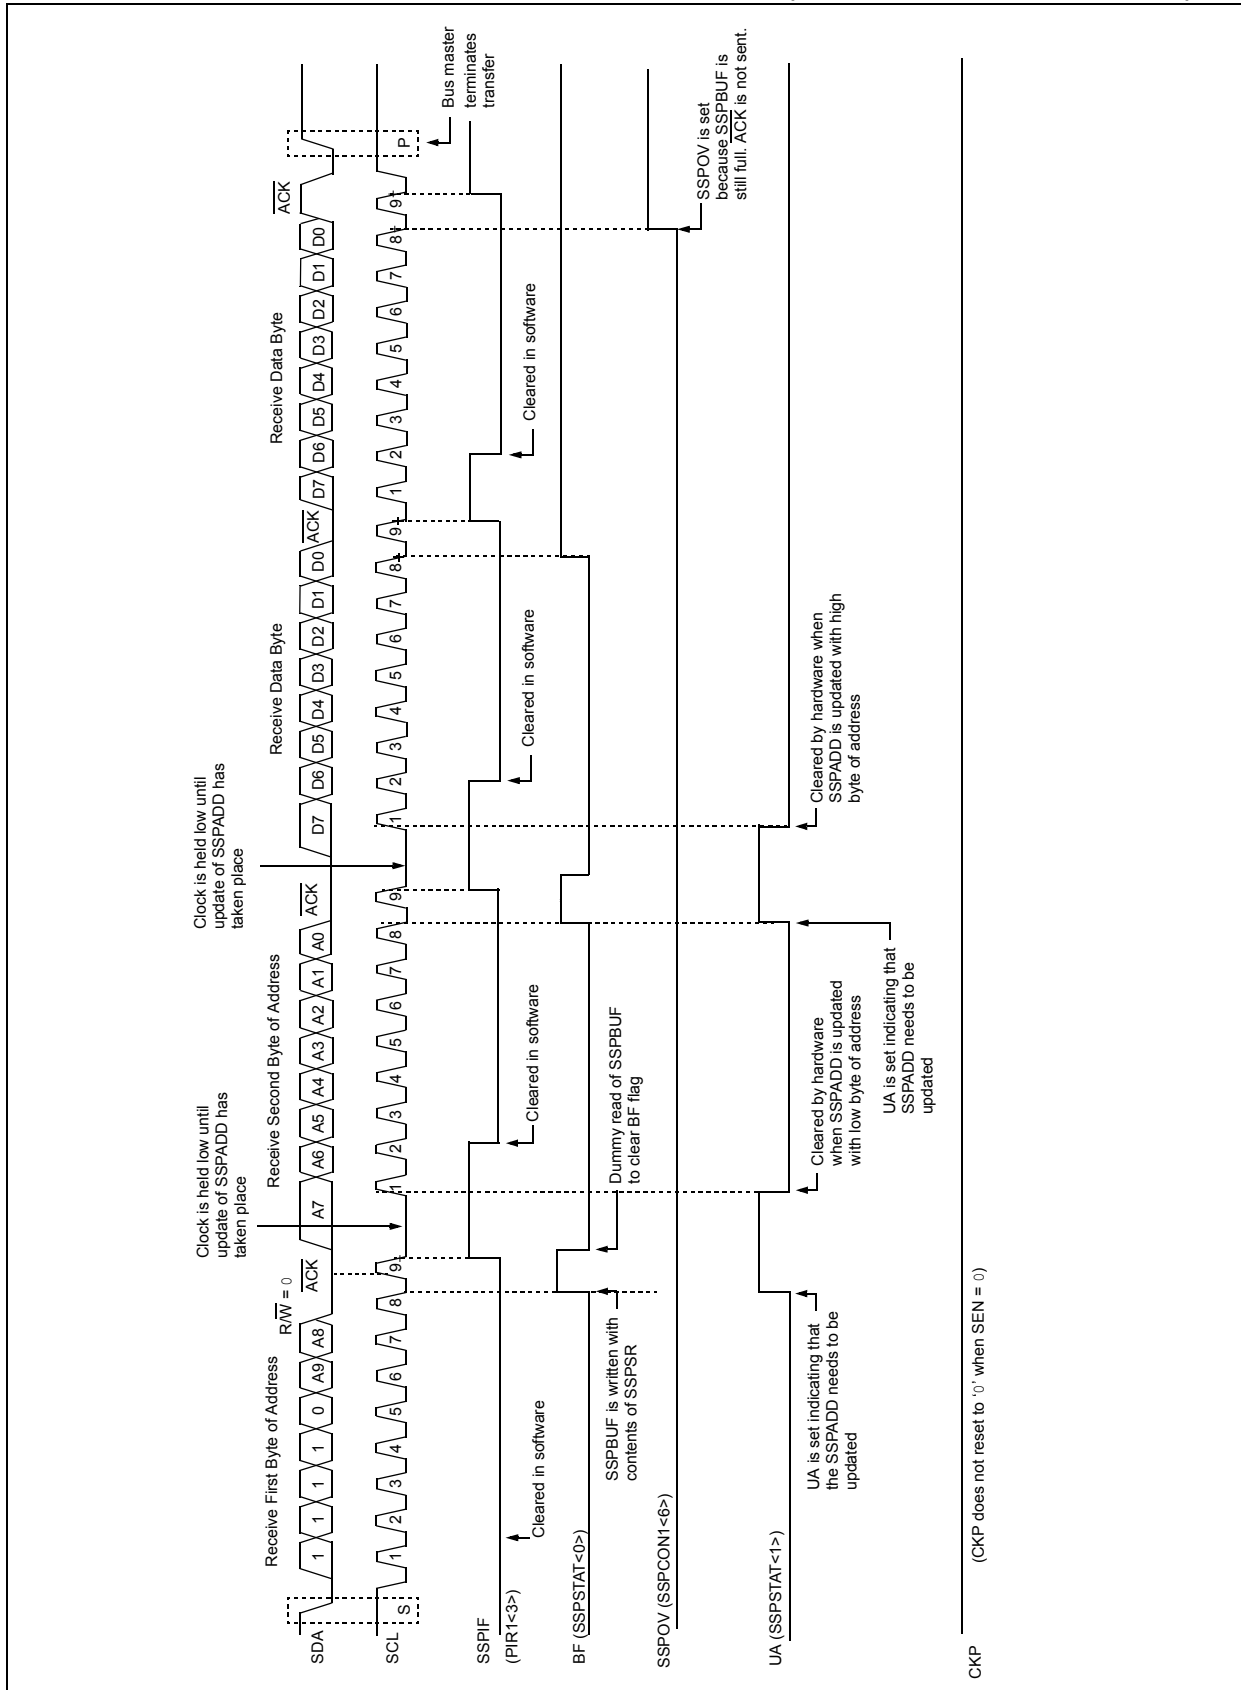 Receive First Byte of Address
R/W = 0
Receive Second Byte of Address
Clock is held low until
update of SSPADD has
taken place
Clock is held low until
update of SSPADD has
taken place
Receive Data Byte
Receive Data Byte
SDA
1 1 1 1 0 A9 A8 ACK A7 A6 A5 A4 A3 A2 A1 A0 ACK D7 D6 D5 D4 D3 D2 D1 D0 ACK D7 D6 D5 D4 D3 D2 D1 D0 ACK
SCL
S 1 2 3 4 5 6 7 8 9 1 2 3 4 5 6 7 8 9 1 2 3 4 5 6 7 8 9 1 2 3 4 5 6 7 8 9 P
Bus master
terminates
transfer
SSPIF
(PIR1<3>)
Cleared in software
Cleared in software
Cleared in software
Cleared in software
BF (SSPSTAT<0>)
SSPBUF is written with
contents of SSPSR
Dummy read of SSPBUF
to clear BF flag
SSPOV (SSPCON1<6>)
SSPOV is set
because SSPBUF is
still full. ACK is not sent.
UA (SSPSTAT<1>)
UA is set indicating that
the SSPADD needs to be
updated
Cleared by hardware
when SSPADD is updated
with low byte of address
UA is set indicating that
SSPADD needs to be
updated
Cleared by hardware when
SSPADD is updated with high
byte of address
CKP
(CKP does not reset to ‘0’ when SEN = 0)